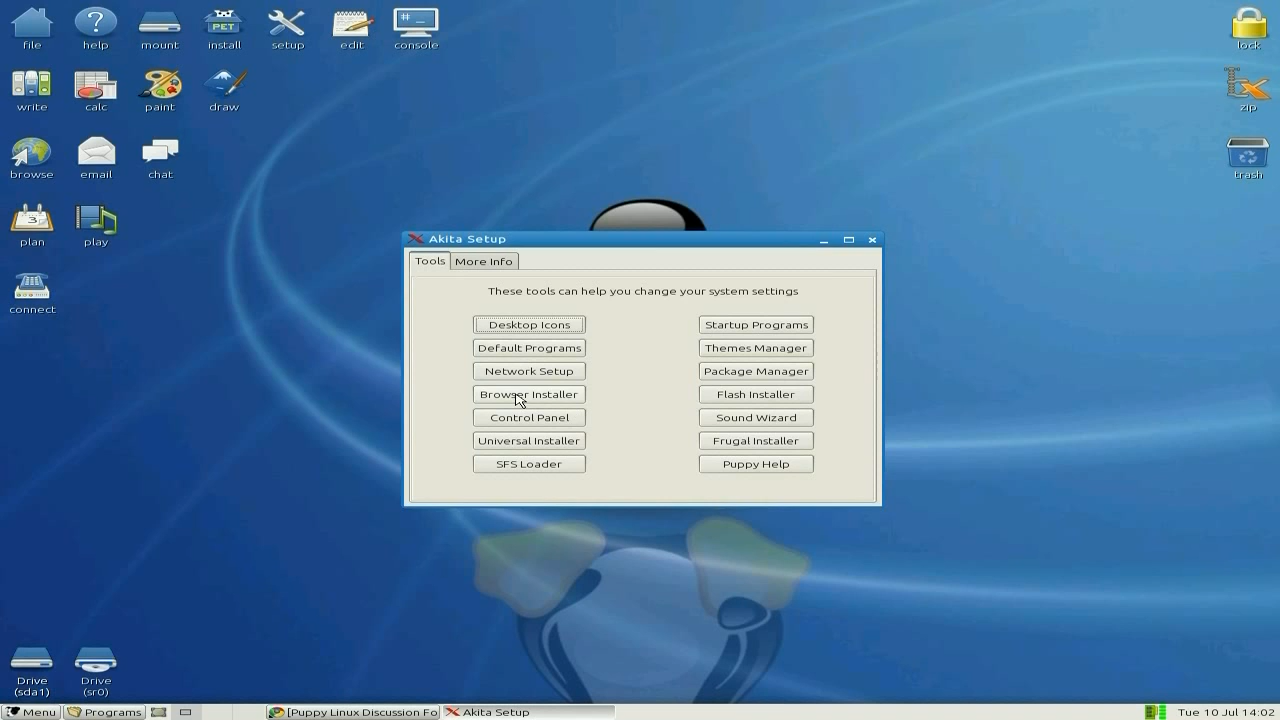 file help mount install setup edit console lock
PET
# _
write calc paint draw zip
browse email chat trash
3
plan play
connect
Akita Setup
Tools More Info
These tools can help you change your system settings
Desktop Icons Startup Programs
Default Programs Themes Manager
Network Setup Package Manager
Browser Installer Flash Installer
Control Panel Sound Wizard
Universal Installer Frugal Installer
SFS Loader Puppy Help
Drive Drive
(sda1) (sr0)
Menu Programs [Puppy Linux Discussion Fo Akita Setup Tue 10 Jul 14:02